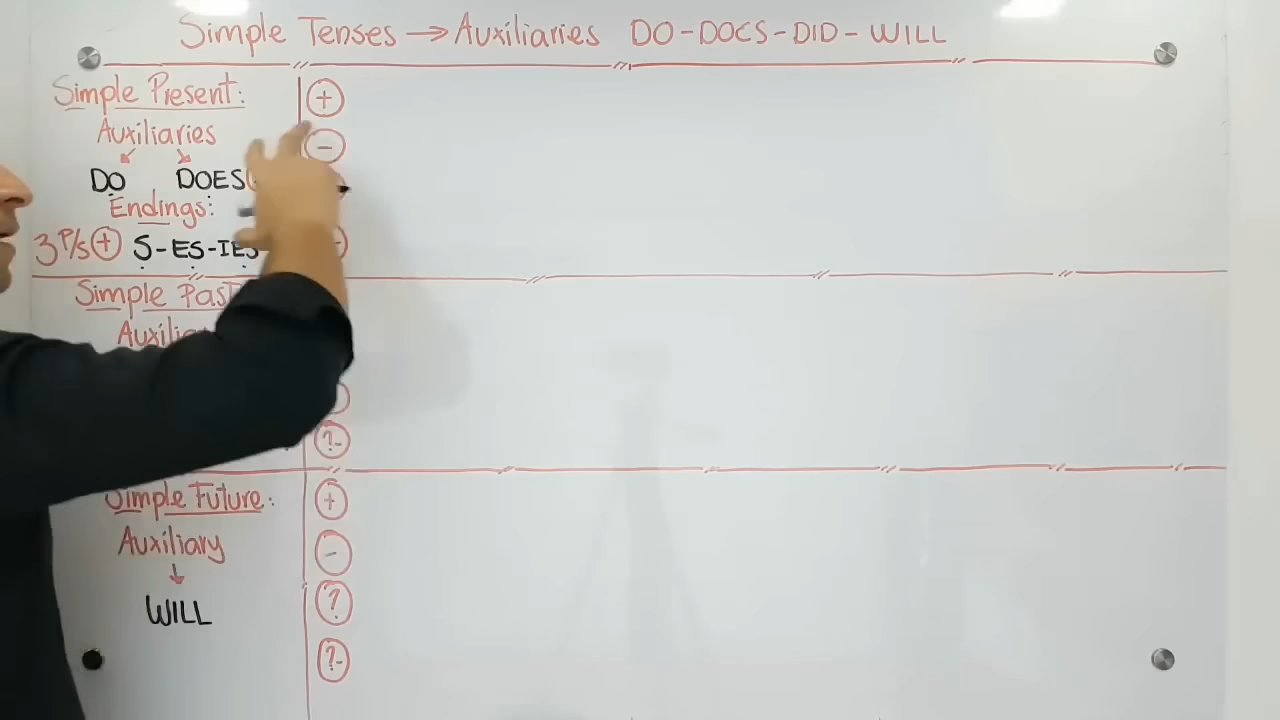 Simple Tenses → Auxiliaries DO-DOCS-DID-WILL
Simple Present:
Auxiliaries
DO DOES
Endings:
3P/s + S-ES-IES
+
-
Simple Past
?-
Simple Future:
Auxiliary
WILL
+
-
?
?-